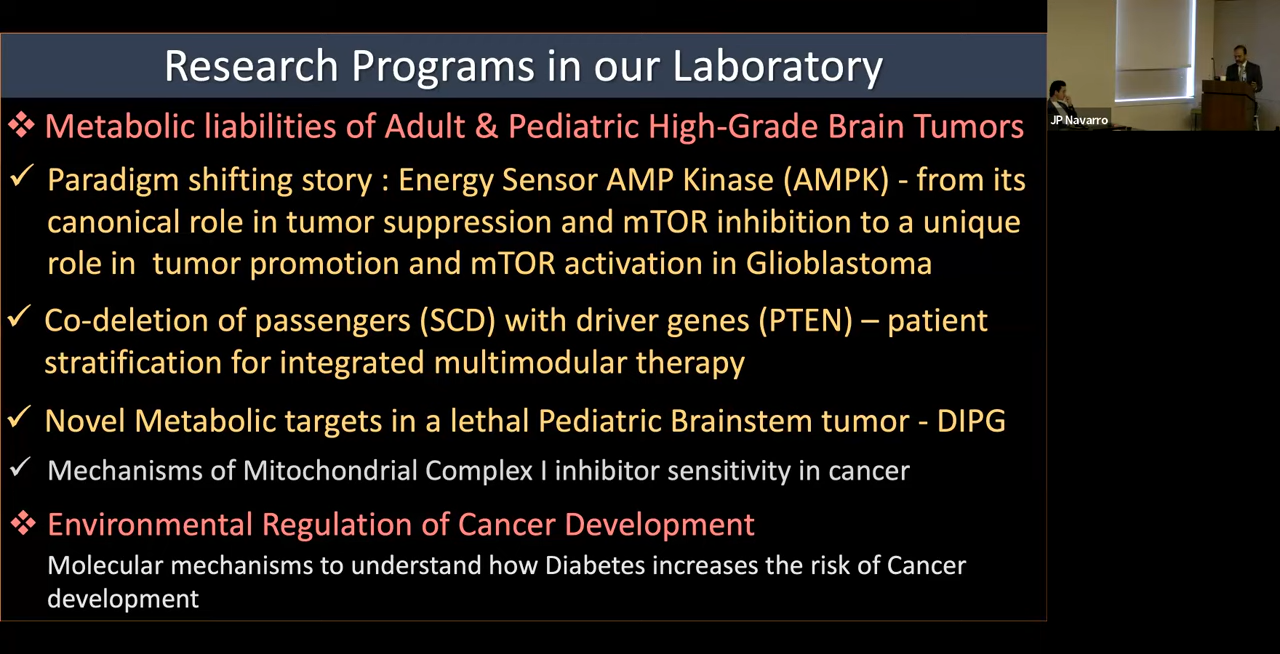 Research Programs in our Laboratory
❖ Metabolic liabilities of Adult & Pediatric High-Grade Brain Tumors
✓ Paradigm shifting story : Energy Sensor AMP Kinase (AMPK) - from its
canonical role in tumor suppression and mTOR inhibition to a unique
role in tumor promotion and mTOR activation in Glioblastoma
✓ Co-deletion of passengers (SCD) with driver genes (PTEN) – patient
stratification for integrated multimodular therapy
✓ Novel Metabolic targets in a lethal Pediatric Brainstem tumor - DIPG
✓ Mechanisms of Mitochondrial Complex I inhibitor sensitivity in cancer
❖ Environmental Regulation of Cancer Development
Molecular mechanisms to understand how Diabetes increases the risk of Cancer
development
JP Navarro